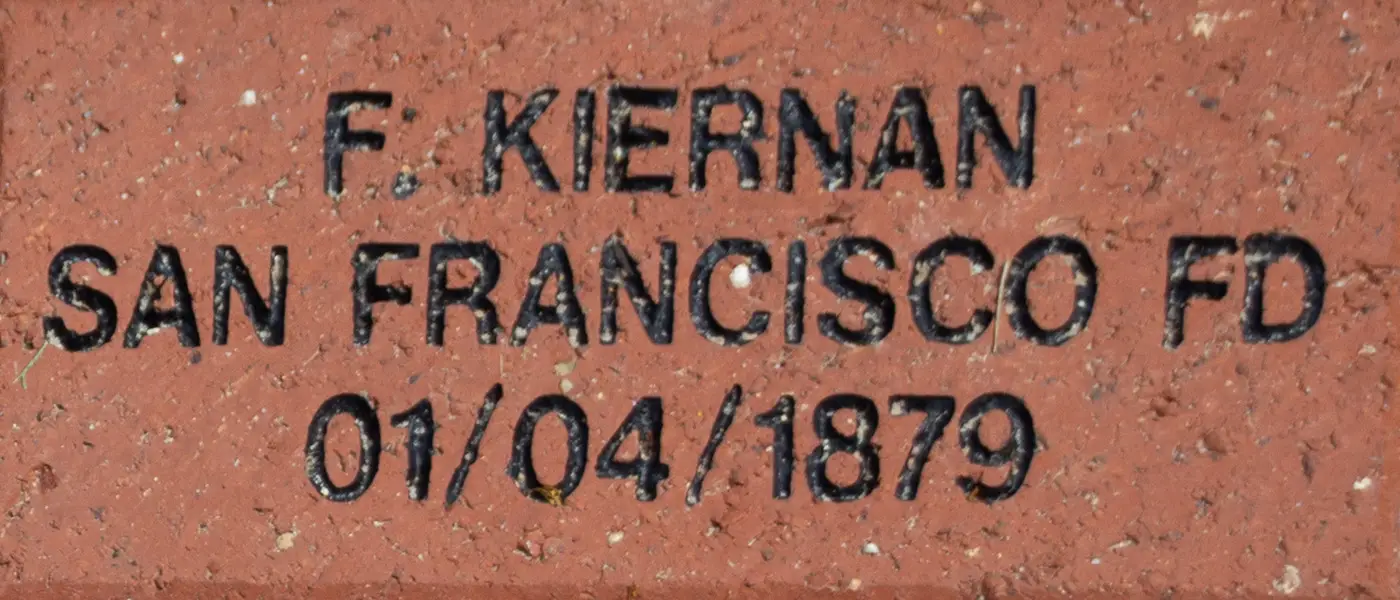 F. KIERNAN
SAN FRANCISCO FD
01/04/1879